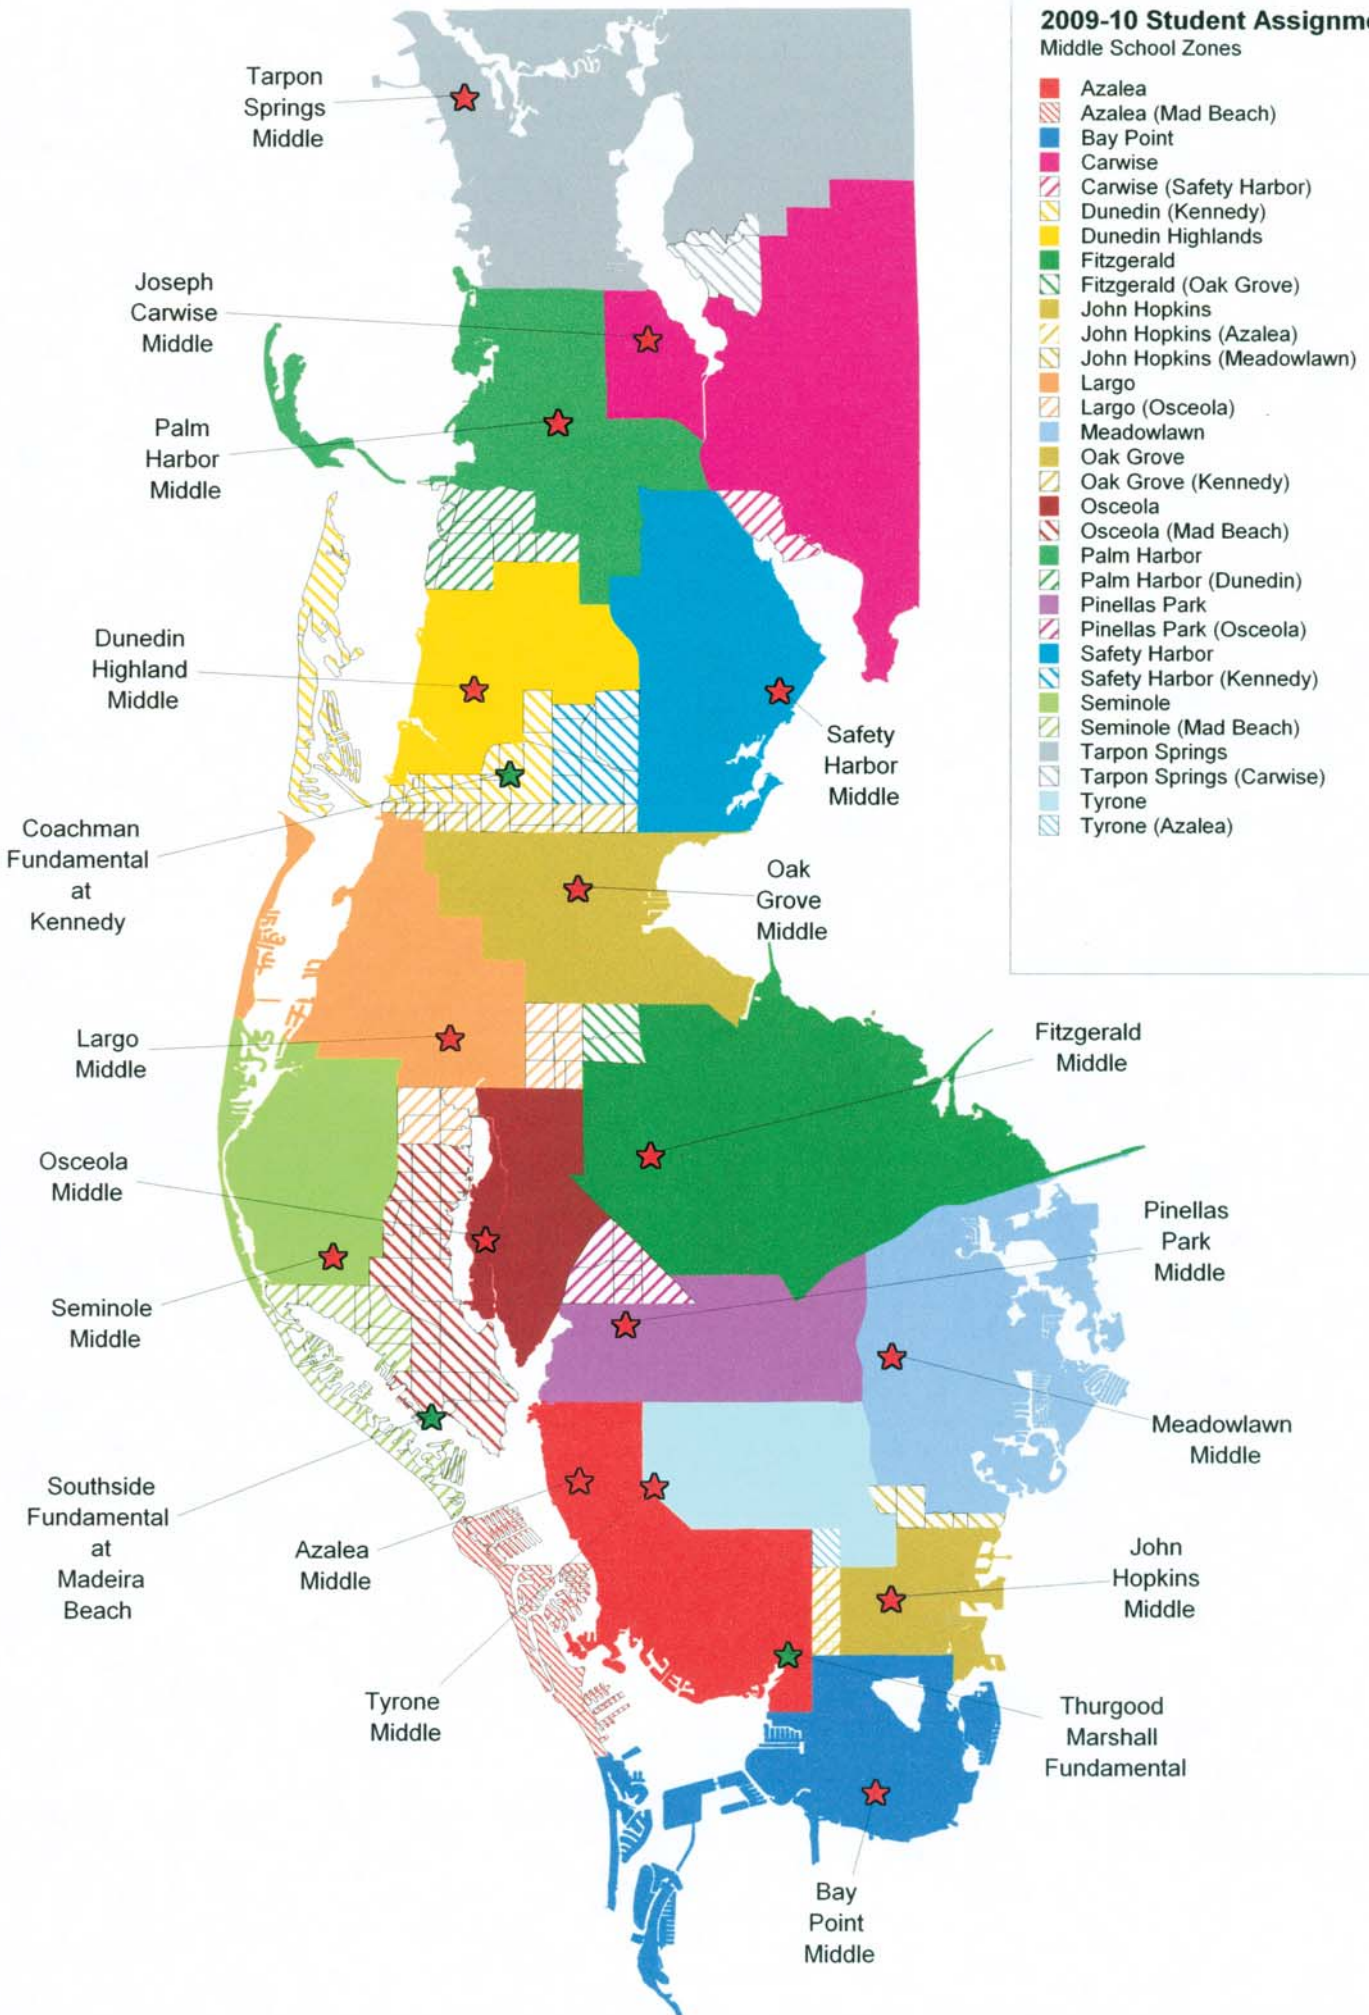 2009-10 Student Assignme
Middle School Zones
Azalea
Azalea (Mad Beach)
Bay Point
Carwise
Carwise (Safety Harbor)
Dunedin (Kennedy)
Dunedin Highlands
Fitzgerald
Fitzgerald (Oak Grove)
John Hopkins
John Hopkins (Azalea)
John Hopkins (Meadowlawn)
Largo
Largo (Osceola)
Meadowlawn
Oak Grove
Oak Grove (Kennedy)
Osceola
Osceola (Mad Beach)
Palm Harbor
Palm Harbor (Dunedin)
Pinellas Park
Pinellas Park (Osceola)
Safety Harbor
Safety Harbor (Kennedy)
Seminole
Seminole (Mad Beach)
Tarpon Springs
Tarpon Springs (Carwise)
Tyrone
Tyrone (Azalea)
Tarpon
Springs
Middle
Joseph
Carwise
Middle
Palm
Harbor
Middle
Dunedin
Highland
Middle
Safety
Harbor
Middle
Coachman
Fundamental
at
Kennedy
Oak
Grove
Middle
Largo
Middle
Fitzgerald
Middle
Osceola
Middle
Pinellas
Park
Middle
Seminole
Middle
Meadowlawn
Middle
Southside
Fundamental
at
Madeira
Beach
Azalea
Middle
John
Hopkins
Middle
Tyrone
Middle
Thurgood
Marshall
Fundamental
Bay
Point
Middle